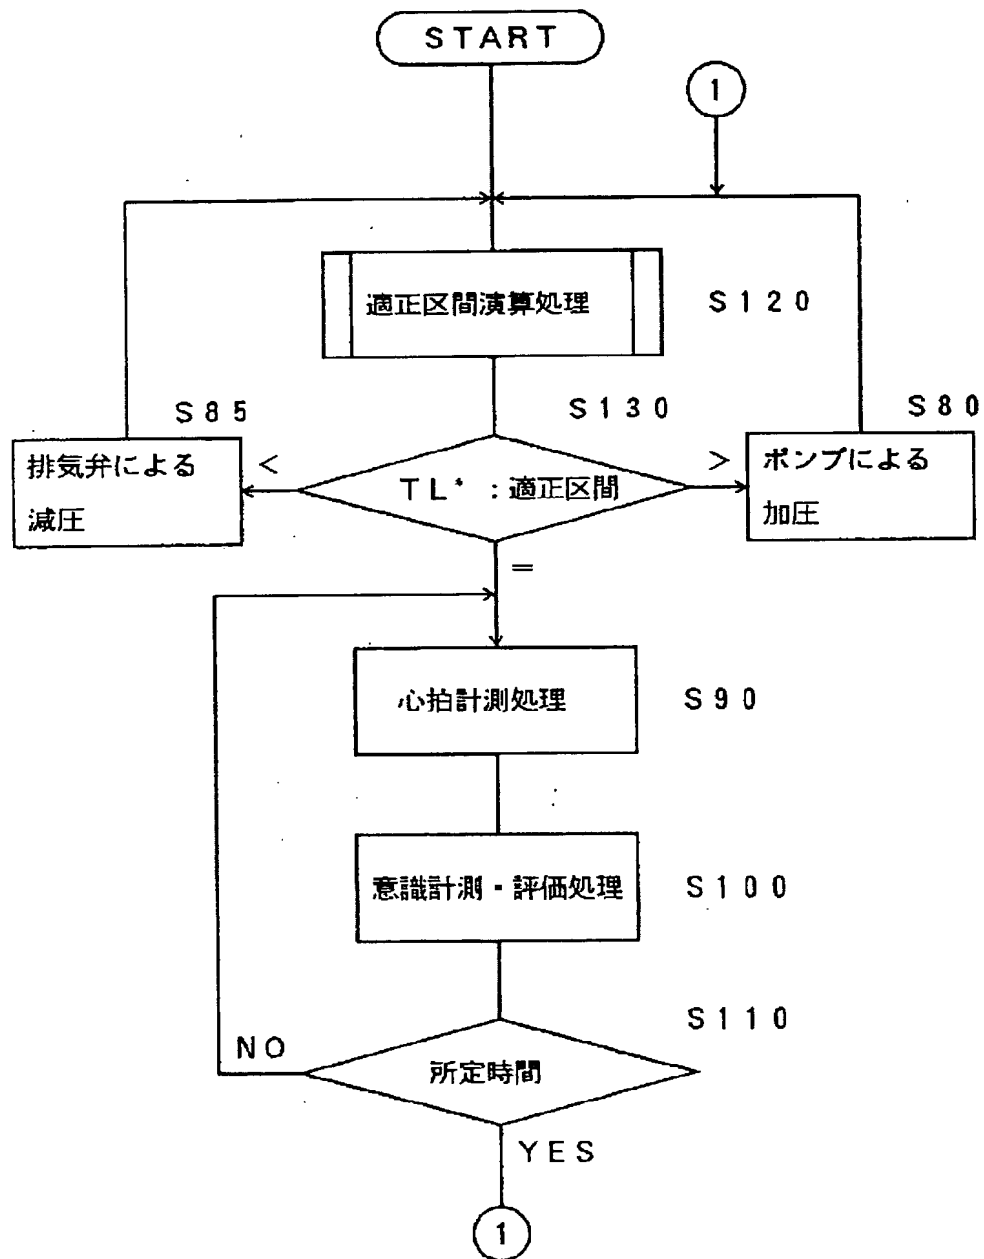 START
1
適正区間演算処理
S120
S85
S130
S80
排気弁による
減圧
<
TL* :適正区間
>
ポンプによる
加圧
=
心拍計測処理
S90
意識計測・評価処理
S100
S110
NO
所定時間
YES
1